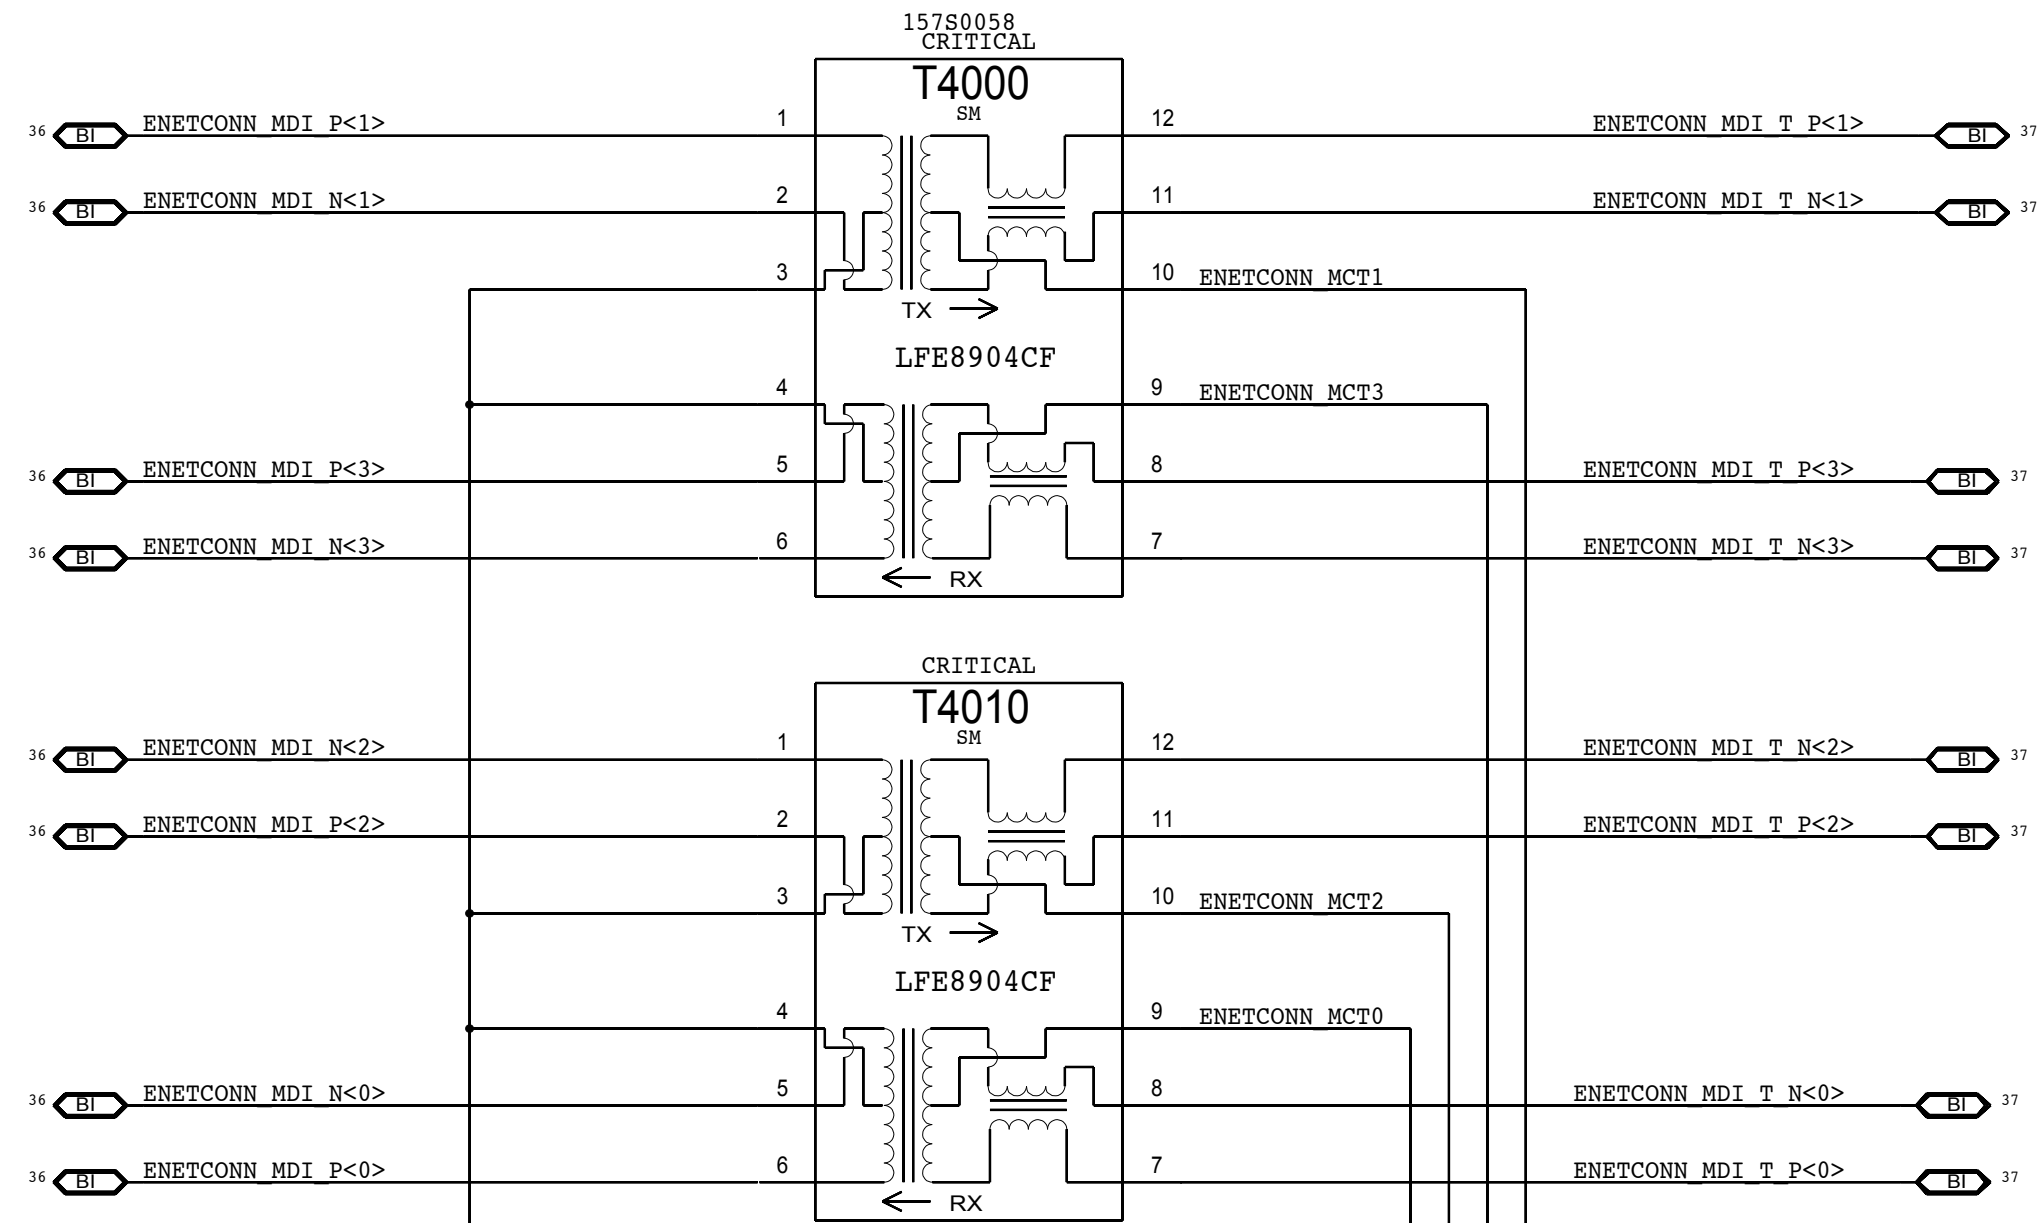 157S0058
CRITICAL
T4000
SM
36 BI ENETCONN_MDI_P<1> 1 12 ENETCONN_MDI_T_P<1> BI 37
36 BI ENETCONN_MDI_N<1> 2 11 ENETCONN_MDI_T_N<1> BI 37
3 10 ENETCONN_MCT1
TX
LFE8904CF
4 9 ENETCONN_MCT3
36 BI ENETCONN_MDI_P<3> 5 8 ENETCONN_MDI_T_P<3> BI 37
36 BI ENETCONN_MDI_N<3> 6 7 ENETCONN_MDI_T_N<3> BI 37
RX
CRITICAL
T4010
SM
36 BI ENETCONN_MDI_N<2> 1 12 ENETCONN_MDI_T_N<2> BI 37
36 BI ENETCONN_MDI_P<2> 2 11 ENETCONN_MDI_T_P<2> BI 37
3 10 ENETCONN_MCT2
TX
LFE8904CF
4 9 ENETCONN_MCT0
36 BI ENETCONN_MDI_N<0> 5 8 ENETCONN_MDI_T_N<0> BI 37
36 BI ENETCONN_MDI_P<0> 6 7 ENETCONN_MDI_T_P<0> BI 37
RX